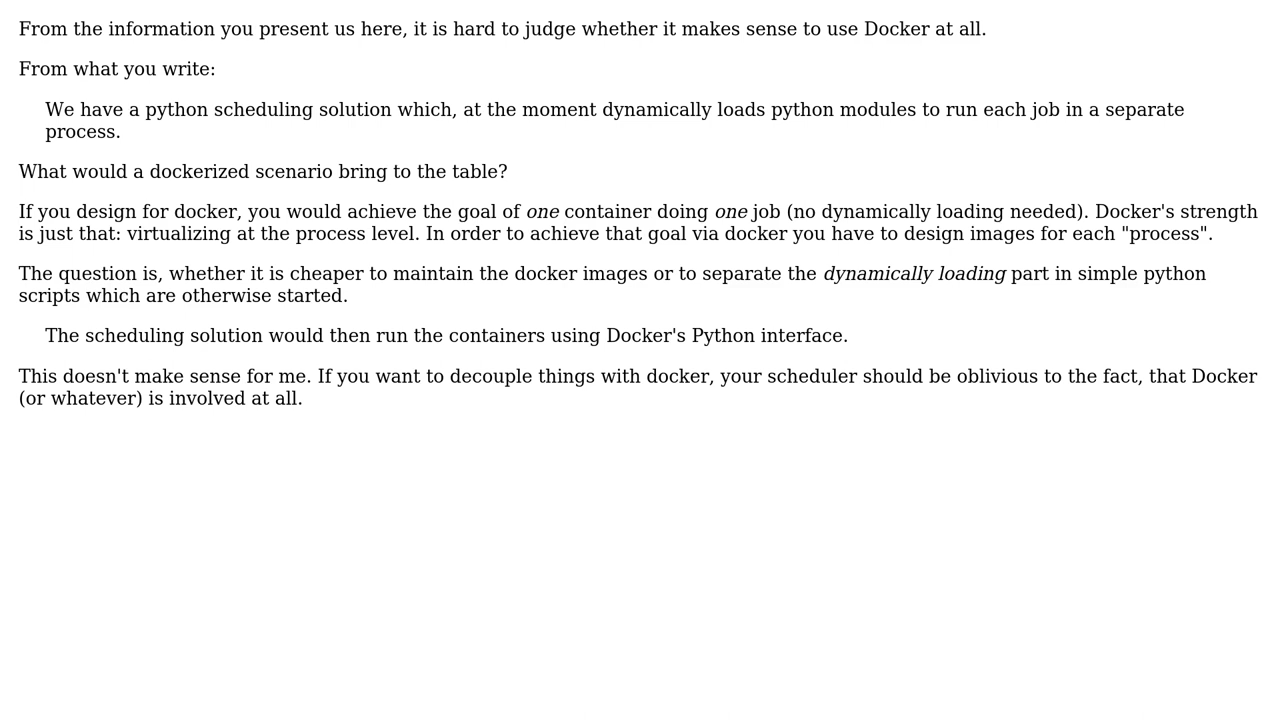 From the information you present us here, it is hard to judge whether it makes sense to use Docker at all.
From what you write:
We have a python scheduling solution which, at the moment dynamically loads python modules to run each job in a separate
process.
What would a dockerized scenario bring to the table?
If you design for docker, you would achieve the goal of one container doing one job (no dynamically loading needed). Docker's strength
is just that: virtualizing at the process level. In order to achieve that goal via docker you have to design images for each "process".
The question is, whether it is cheaper to maintain the docker images or to separate the dynamically loading part in simple python
scripts which are otherwise started.
The scheduling solution would then run the containers using Docker's Python interface.
This doesn't make sense for me. If you want to decouple things with docker, your scheduler should be oblivious to the fact, that Docker
(or whatever) is involved at all.